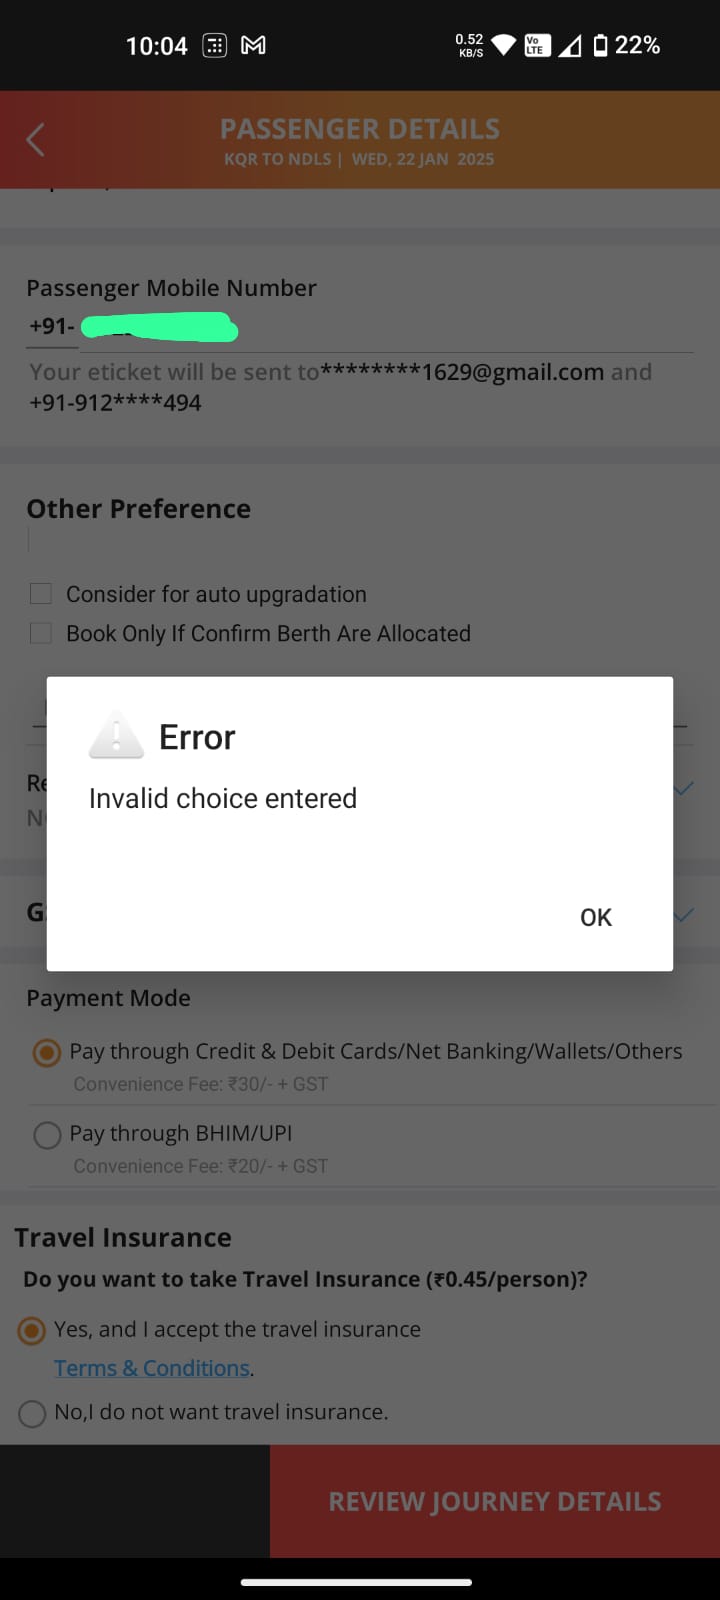 10:04
0.52
KB/S
Vo
LTE
22%
PASSENGER DETAILS
KQR TO NDLS | WED, 22 JAN 2025
Passenger Mobile Number
+91-
Your eticket will be sent to********1629@gmail.com and
+91-912****494
Other Preference
Consider for auto upgradation
Book Only If Confirm Berth Are Allocated
Error
Invalid choice entered
OK
Payment Mode
Pay through Credit & Debit Cards/Net Banking/Wallets/Others
Convenience Fee: ₹30/- + GST
Pay through BHIM/UPI
Convenience Fee: ₹20/- + GST
Travel Insurance
Do you want to take Travel Insurance (₹0.45/person)?
Yes, and I accept the travel insurance
Terms & Conditions.
No,I do not want travel insurance.
REVIEW JOURNEY DETAILS